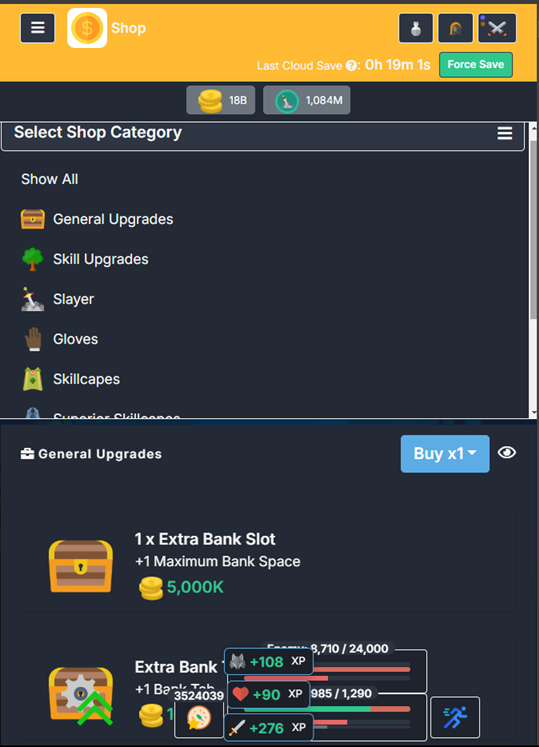 Shop
Last Cloud Save ?: 0h 19m 1s
Force Save
18B
1,084M
Select Shop Category
Show All
General Upgrades
Skill Upgrades
Slayer
Gloves
Skillcapes
Superior Skillcapes
General Upgrades
Buy x1
1 x Extra Bank Slot
+1 Maximum Bank Space
5,000K
Enemy: 8,710 / 24,000
Extra Bank
+108 XP
+1 Bank Tab
3524039
+90 XP
985 / 1,290
+276 XP